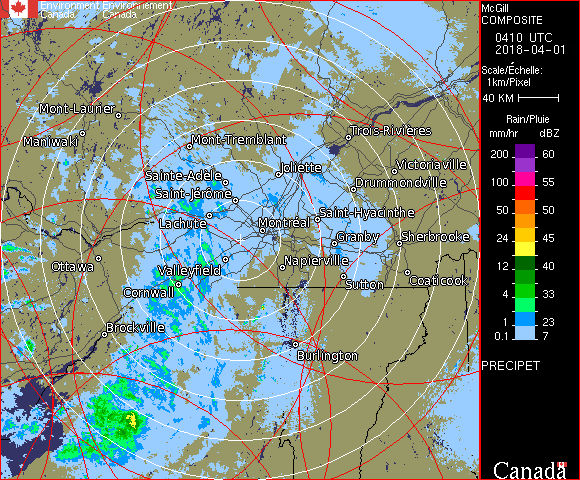 Environment Environnement
Canada Canada
McGill
COMPOSITE
0410 UTC
2018-04-01
Scale/Échelle:
1km/Pixel
40 KM
Rain/Pluie
mm/hr dBZ
200 60
100 55
50 50
24 45
12 40
4 33
1 23
0.1 7
PRECIPET
Canada
Mont-Laurier
Maniwaki
Mont-Tremblant
Trois-Rivières
Sainte-Adèle
Joliette
Victoriaville
Saint-Jérôme
Drummondville
Lachute
Montréal
Saint-Hyacinthe
Granby
Sherbrooke
Ottawa
Valleyfield
Napierville
Cornwall
Sutton
Coaticook
Brockville
Burlington